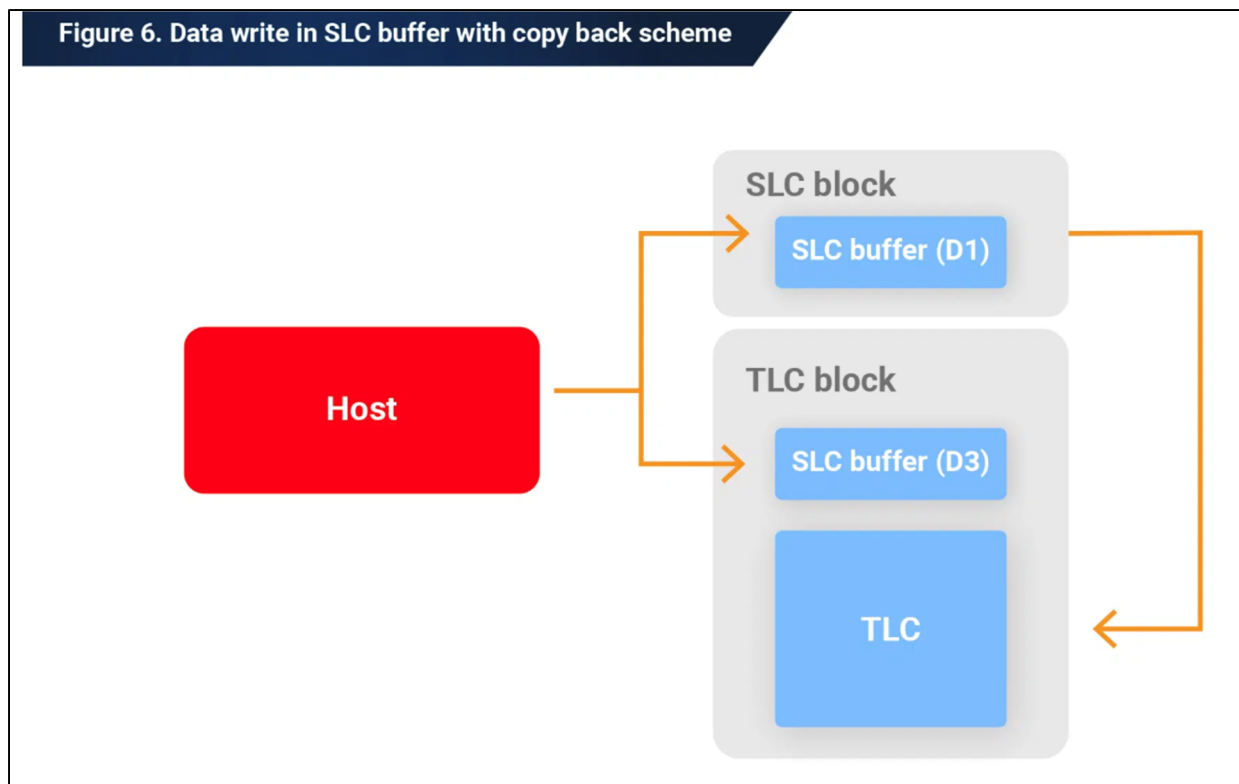 Figure 6. Data write in SLC buffer with copy back scheme
SLC block
SLC buffer (D1)
Host
TLC block
SLC buffer (D3)
TLC